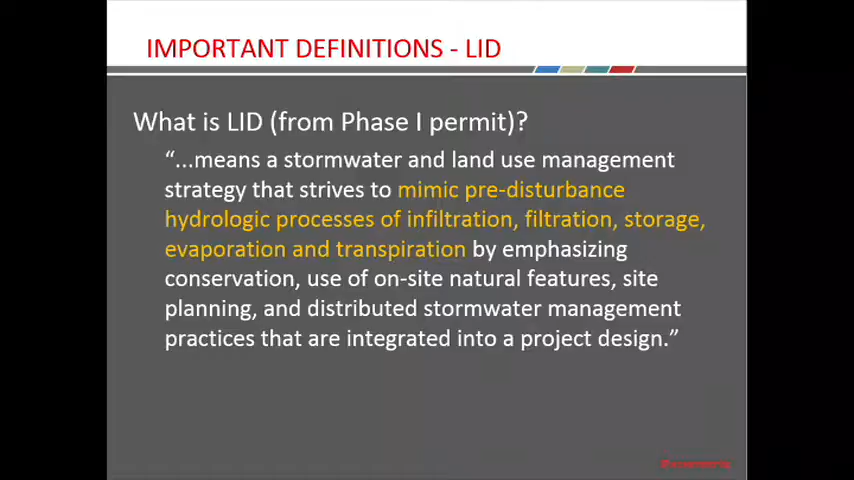 IMPORTANT DEFINITIONS - LID
What is LID (from Phase I permit)?
“...means a stormwater and land use management
strategy that strives to mimic pre-disturbance
hydrologic processes of infiltration, filtration, storage,
evaporation and transpiration by emphasizing
conservation, use of on-site natural features, site
planning, and distributed stormwater management
practices that are integrated into a project design.”